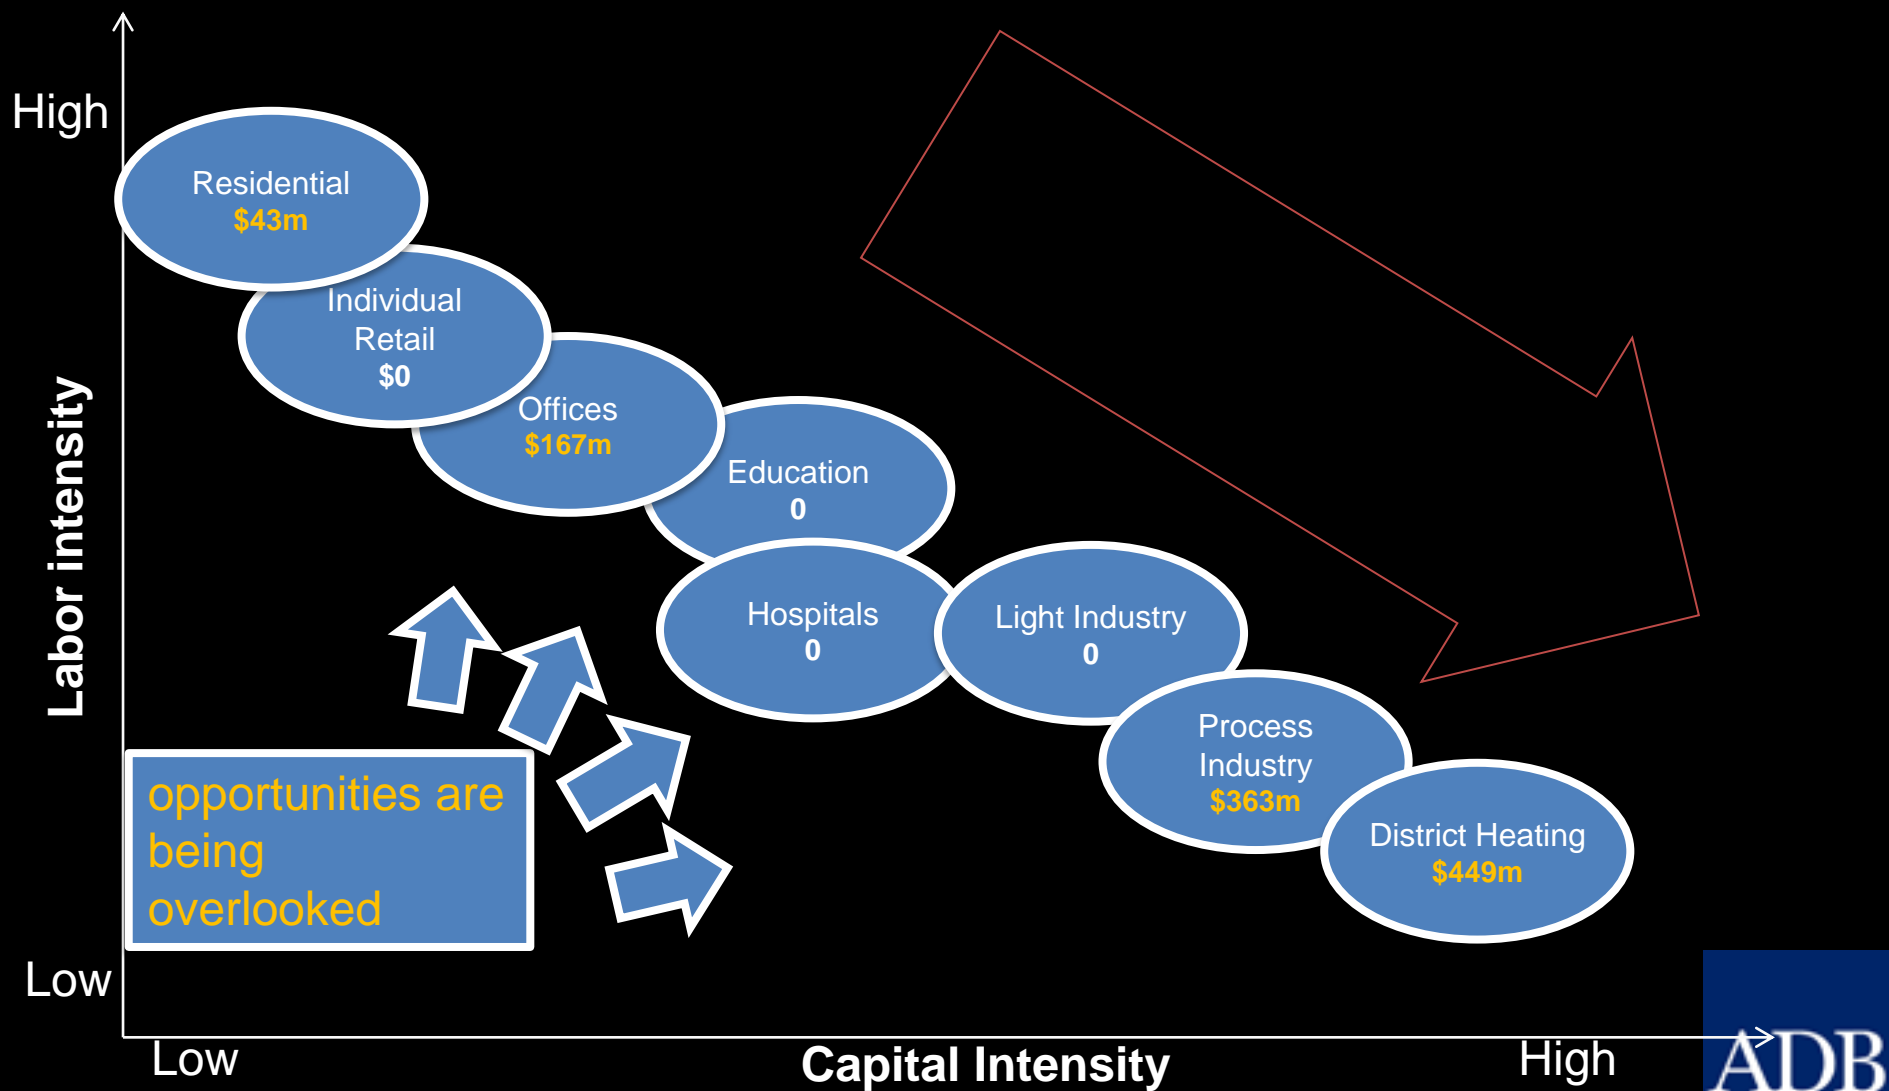 High
Residential
$43m
Individual
Retail
$0
Offices
$167m
Education
0
Hospitals
0
Light Industry
0
Process
Industry
$363m
District Heating
$449m
Labor intensity
opportunities are
being
overlooked
Low
Low
Capital Intensity
High
ADB